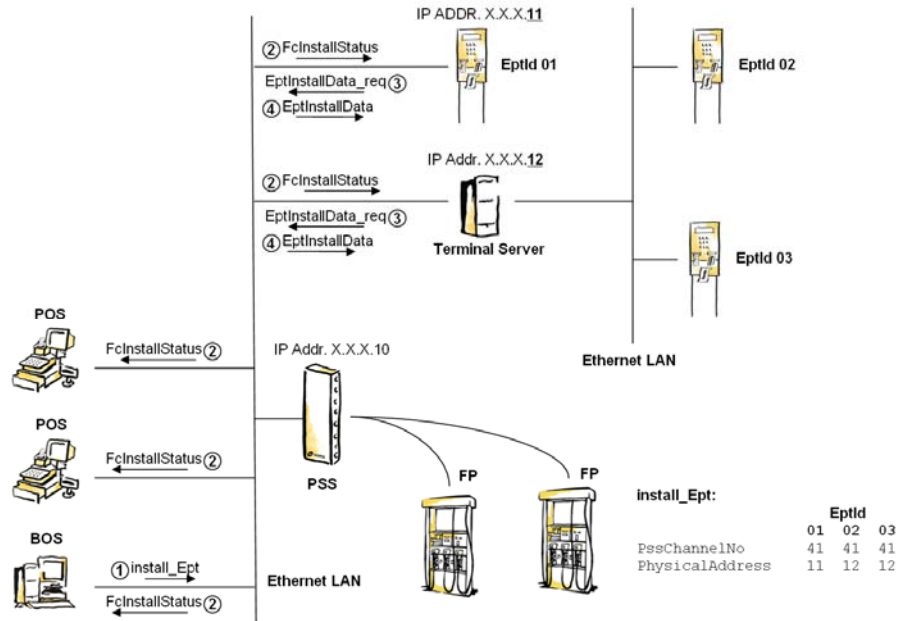 IP ADDR. X.X.X.11
② FcInstallStatus
EptId 01
EptId 02
EptInstallData_req ③
④ EptInstallData
IP Addr. X.X.X.12
② FcInstallStatus
EptInstallData_req ③
④ EptInstallData
Terminal Server
EptId 03
POS
FcInstallStatus ②
IP Addr. X.X.X.10
Ethernet LAN
POS
FcInstallStatus ②
PSS
FP
FP
install_Ept:
EptId
01 02 03
PssChannelNo 41 41 41
PhysicalAddress 11 12 12
BOS
① install_Ept
Ethernet LAN
FcInstallStatus ②